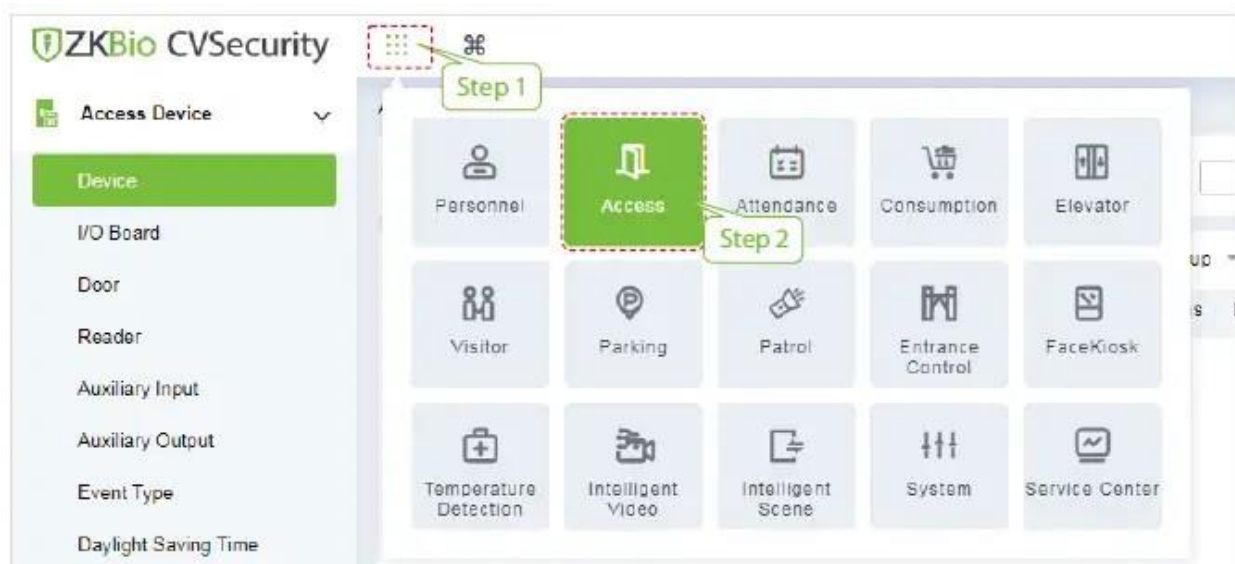 ZKBio CVSecurity
Step 1
Access Device
Device
I/O Board
Door
Reader
Auxiliary Input
Auxiliary Output
Event Type
Daylight Saving Time
Personnel
Access
Attendance
Consumption
Elevator
Step 2
up
s
Visitor
Parking
Patrol
Entrance
Control
FaceKiosk
Temperature
Detection
Intelligent
Video
Intelligent
Scene
System
Service Center